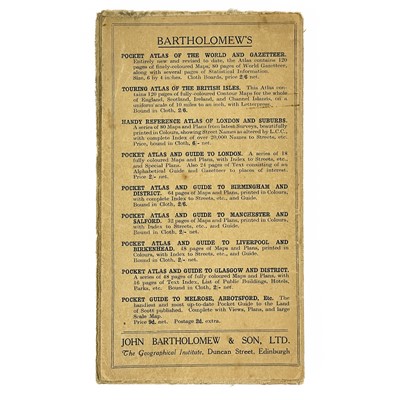 BARTHOLOMEW'S
POCKET ATLAS OF THE WORLD AND GAZETTEER.
Entirely new and revised to date, the Atlas contains 120
pages of finely-coloured Maps; 80 pages of World Gazetteer,
along with several pages of Statistical Information.
Size, 6 by 4 inches. Cloth Boards, price 2/6 net.
TOURING ATLAS OF THE BRITISH ISLES. This Atlas con-
tains 120 pages of fully-coloured Contour Maps for the whole
of England, Scotland, Ireland, and Channel Islands, on a
uniform scale of 10 miles to an inch, with Letterpress.
Bound in Cloth, 2/6.
HANDY REFERENCE ATLAS OF LONDON AND SUBURBS.
A series of 80 Maps and Plans from latest Surveys, beautifully
printed in Colours, showing Street Names as altered by L.C.C.,
with complete Index of over 20,000 Names to Streets, etc.
Price, bound in Cloth, net.
POCKET ATLAS AND GUIDE TO LONDON. A series of 48
fully coloured Maps and Plans, with Index to Streets, etc.,
and Special Plans. Also 24 pages of Text consisting of an
Alphabetical Guide and Gazetteer to places of interest.
Price 2/- net.
POCKET ATLAS AND GUIDE TO BIRMINGHAM AND
DISTRICT. 64 pages of Maps and Plans, printed in Colours,
with complete Index to Streets, etc., and Guide.
Bound in Cloth, 2/6.
POCKET ATLAS AND GUIDE TO MANCHESTER AND
SALFORD. 32 pages of Maps and Plans, printed in Colours,
with Index to Streets, etc., and Guide.
Bound in Cloth, 2/- net.
POCKET ATLAS AND GUIDE TO LIVERPOOL AND
BIRKENHEAD. 48 pages of Maps and Plans, printed in
Colours, with Index to Streets, etc., and Guide.
Bound in Cloth, 2/- net.
POCKET ATLAS AND GUIDE TO GLASGOW AND DISTRICT.
A series of 48 pages of fully coloured Maps and Plans, with
16 pages of Text Index, List of Public Buildings, Hotels,
Parks, etc. Bound in Cloth, 2/- net.
POCKET GUIDE TO MELROSE, ABBOTSFORD, Etc. The
handiest and most up-to-date Pocket Guide to the Land
of Scott published. Complete with Views, Plans, and large
Scale Map.
Price 9d. net. Postage 2d. extra.
JOHN BARTHOLOMEW & SON, LTD.
The Geographical Institute, Duncan Street, Edinburgh